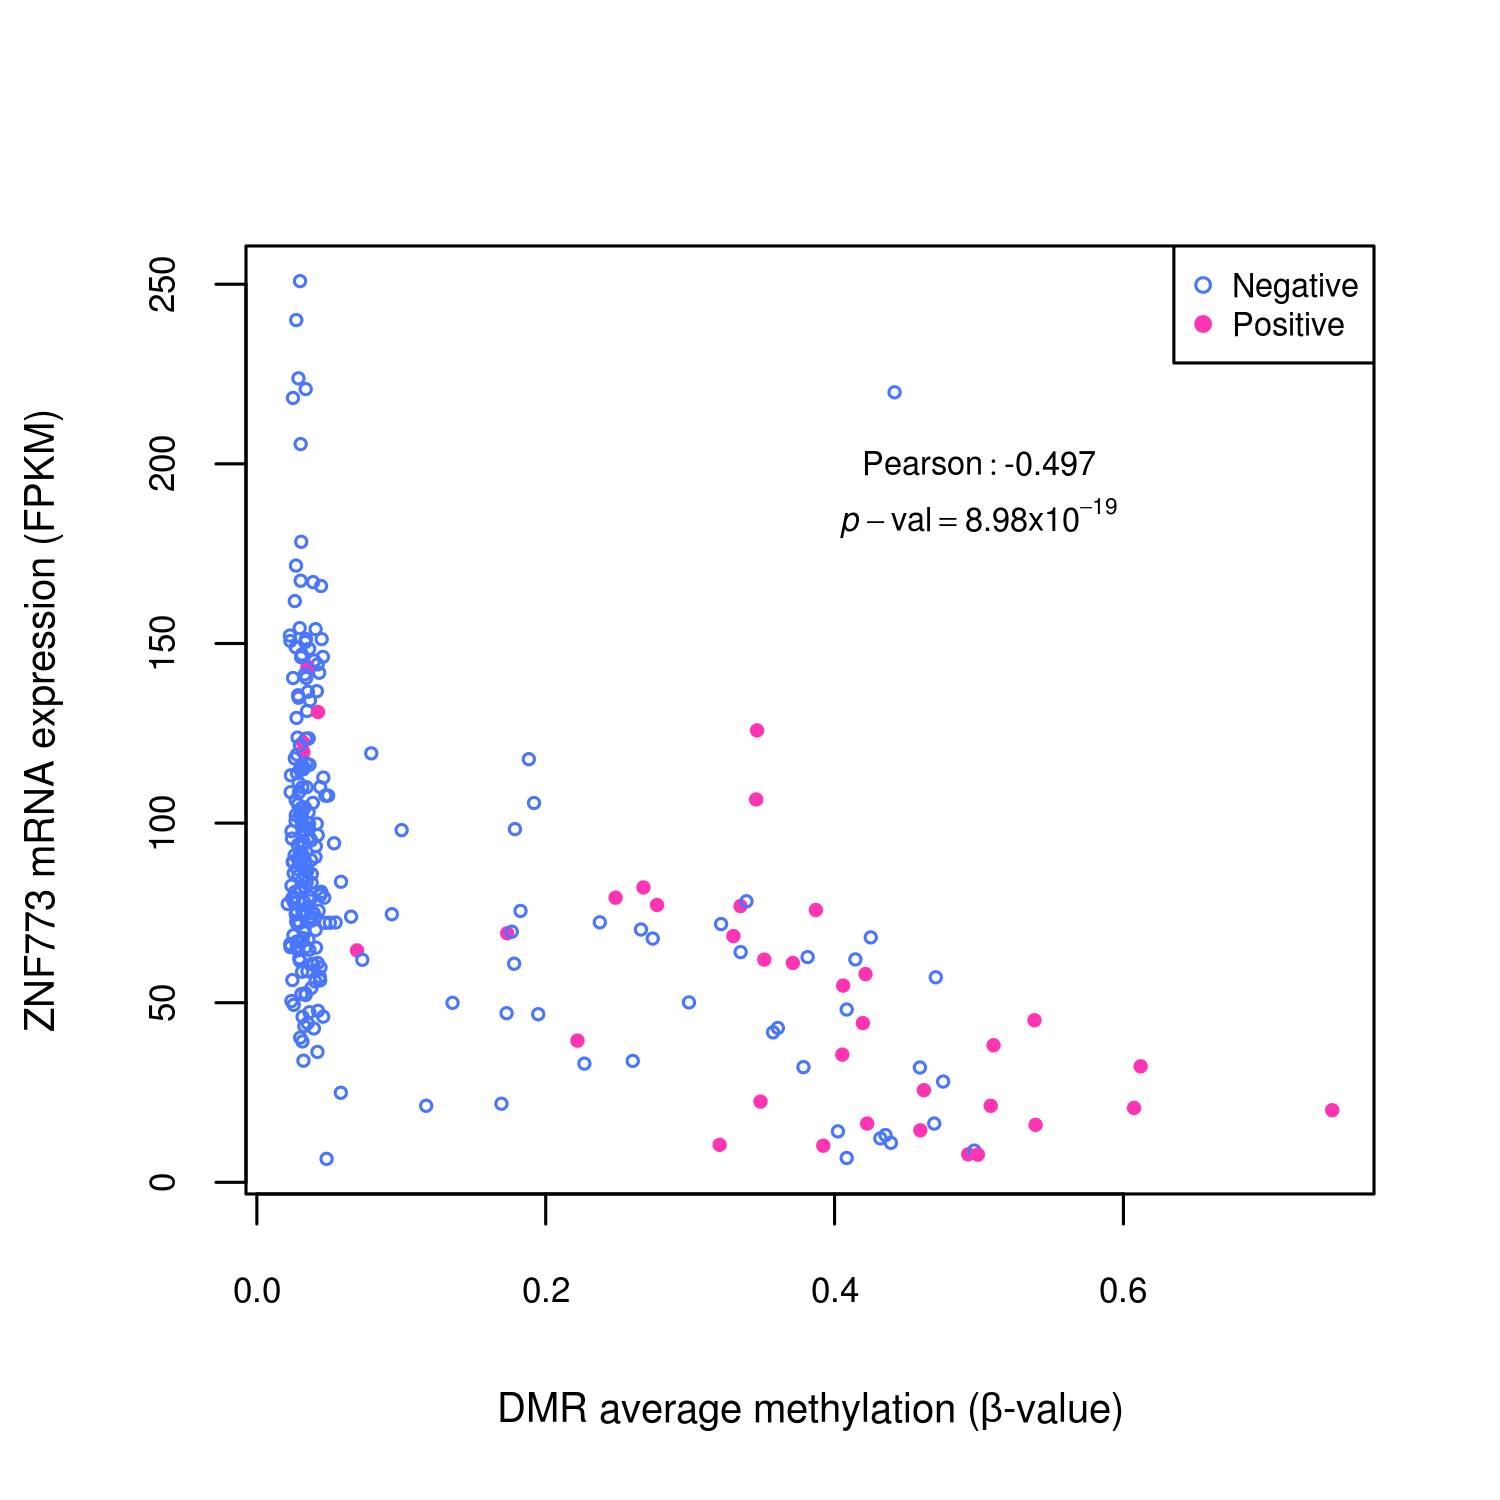 Negative
Positive
Pearson : -0.497
p − val = 8.98x10⁻¹⁹
ZNF773 mRNA expression (FPKM)
250
200
150
100
50
0
0.0 0.2 0.4 0.6
DMR average methylation (β-value)